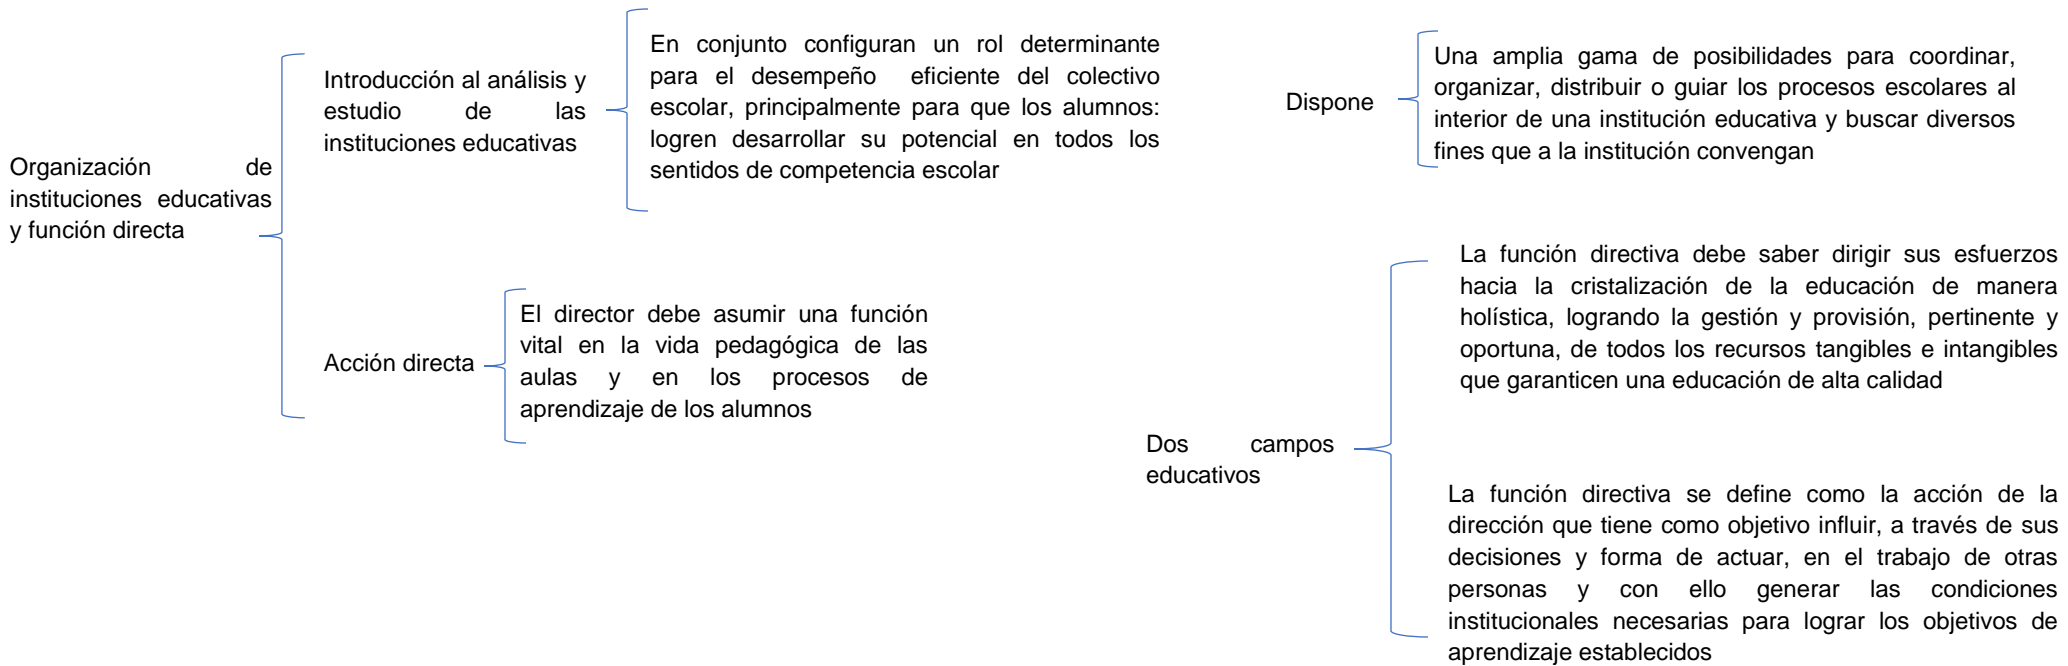 Organización de
instituciones educativas
y función directa
Introducción al análisis y
estudio de las
instituciones educativas
En conjunto configuran un rol determinante
para el desempeño eficiente del colectivo
escolar, principalmente para que los alumnos:
logren desarrollar su potencial en todos los
sentidos de competencia escolar
Acción directa
El director debe asumir una función
vital en la vida pedagógica de las
aulas y en los procesos de
aprendizaje de los alumnos
Dispone
Una amplia gama de posibilidades para coordinar,
organizar, distribuir o guiar los procesos escolares al
interior de una institución educativa y buscar diversos
fines que a la institución convengan
Dos campos
educativos
La función directiva debe saber dirigir sus esfuerzos
hacia la cristalización de la educación de manera
holística, logrando la gestión y provisión, pertinente y
oportuna, de todos los recursos tangibles e intangibles
que garanticen una educación de alta calidad
La función directiva se define como la acción de la
dirección que tiene como objetivo influir, a través de sus
decisiones y forma de actuar, en el trabajo de otras
personas y con ello generar las condiciones
institucionales necesarias para lograr los objetivos de
aprendizaje establecidos